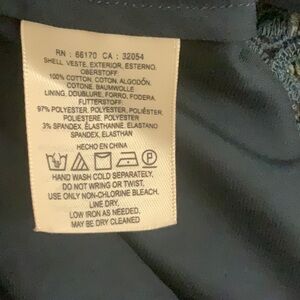 RN : 66170 CA : 32054
SHELL, VESTE, EXTERIOR, ESTERNO,
OBERSTOFF
100% COTTON, COTON, ALGODÓN,
COTONE, BAUMWOLLE
LINING, DOUBLURE, FORRO, FODERA,
FUTTERSTOFF
97% POLYESTER, POLYESTER, POLIÉSTER,
POLIESTERE, POLYESTER
3% SPANDEX, ÉLASTHANNE, ELASTANO
SPANDEX, ELASTHAN
HECHO EN CHINA
HAND WASH COLD SEPARATELY,
DO NOT WRING OR TWIST,
USE ONLY NON-CHLORINE BLEACH,
LINE DRY,
LOW IRON AS NEEDED,
MAY BE DRY CLEANED